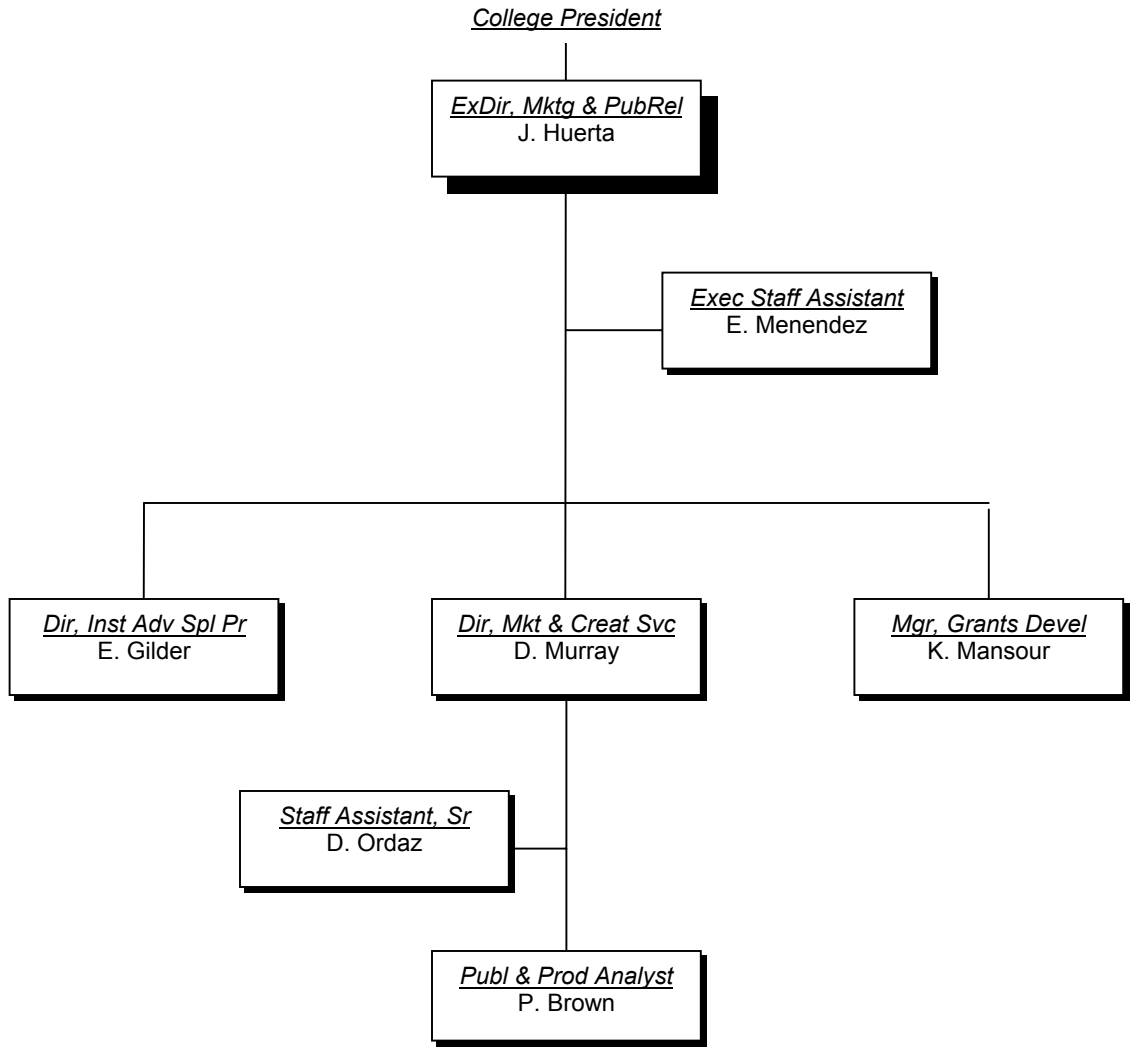 College President
ExDir, Mktg & PubRel
J. Huerta
Exec Staff Assistant
E. Menendez
Dir, Inst Adv Spl Pr
E. Gilder
Dir, Mkt & Creat Svc
D. Murray
Mgr, Grants Devel
K. Mansour
Staff Assistant, Sr
D. Ordaz
Publ & Prod Analyst
P. Brown